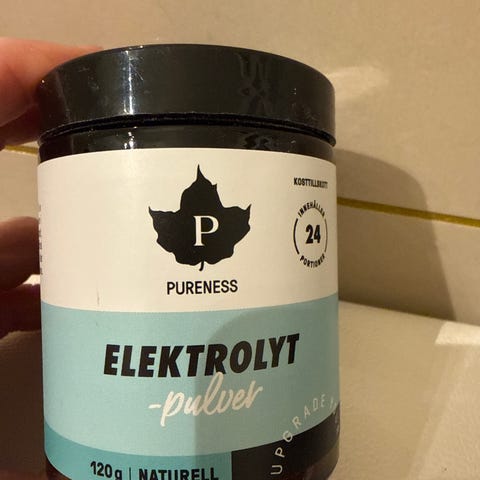 KOSTTILLSKOTT
P
PURENESS
INNEHÅLLER
24
PORTIONER
ELEKTROLYT
-pulver
UPGRADE
120g | NATURELL